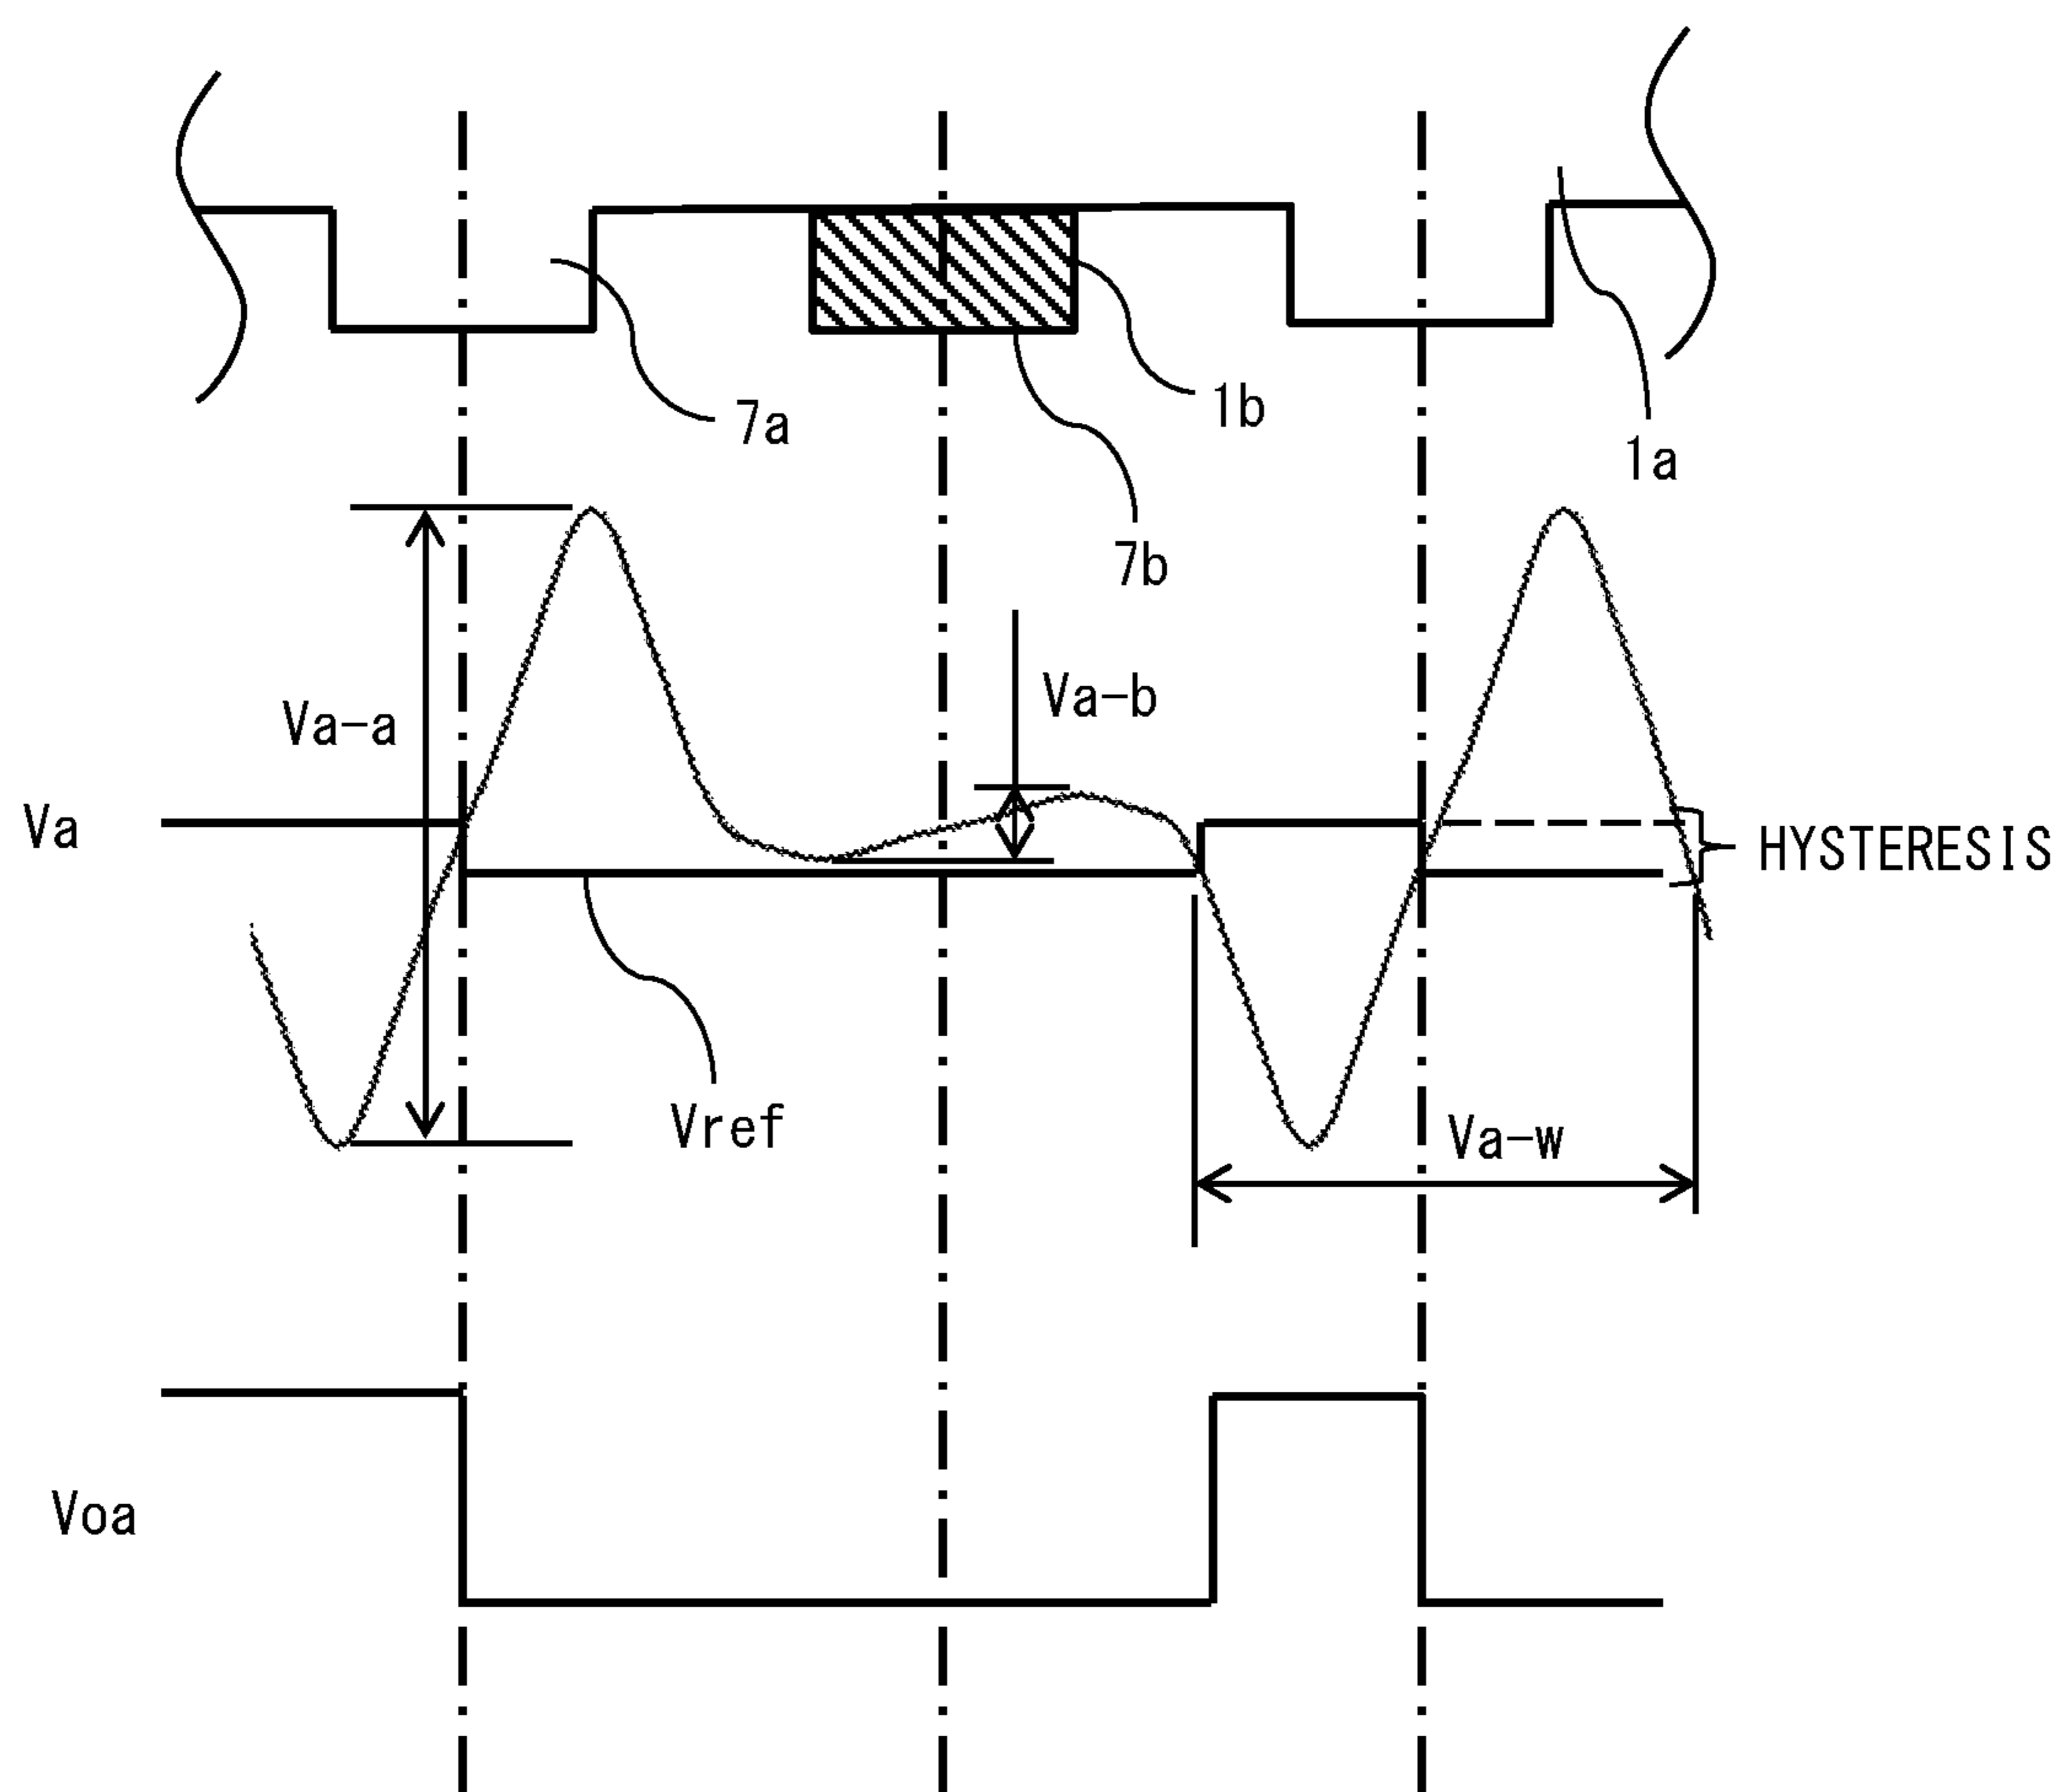 7a
1b
1a
7b
Va-b
Va-a
Va
HYSTERESIS
Vref
Va-w
Voa